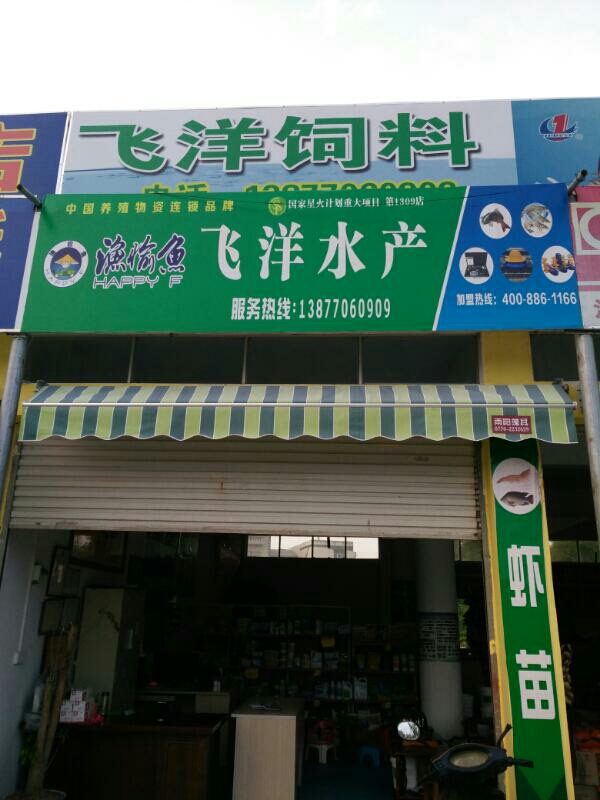 飞洋饲料
中国养殖物资连锁品牌
国家星火计划重大项目 第1309店
渔愉鱼
HAPPY F
飞洋水产
服务热线:13877060909
加盟热线: 400-886-1166
虾苗